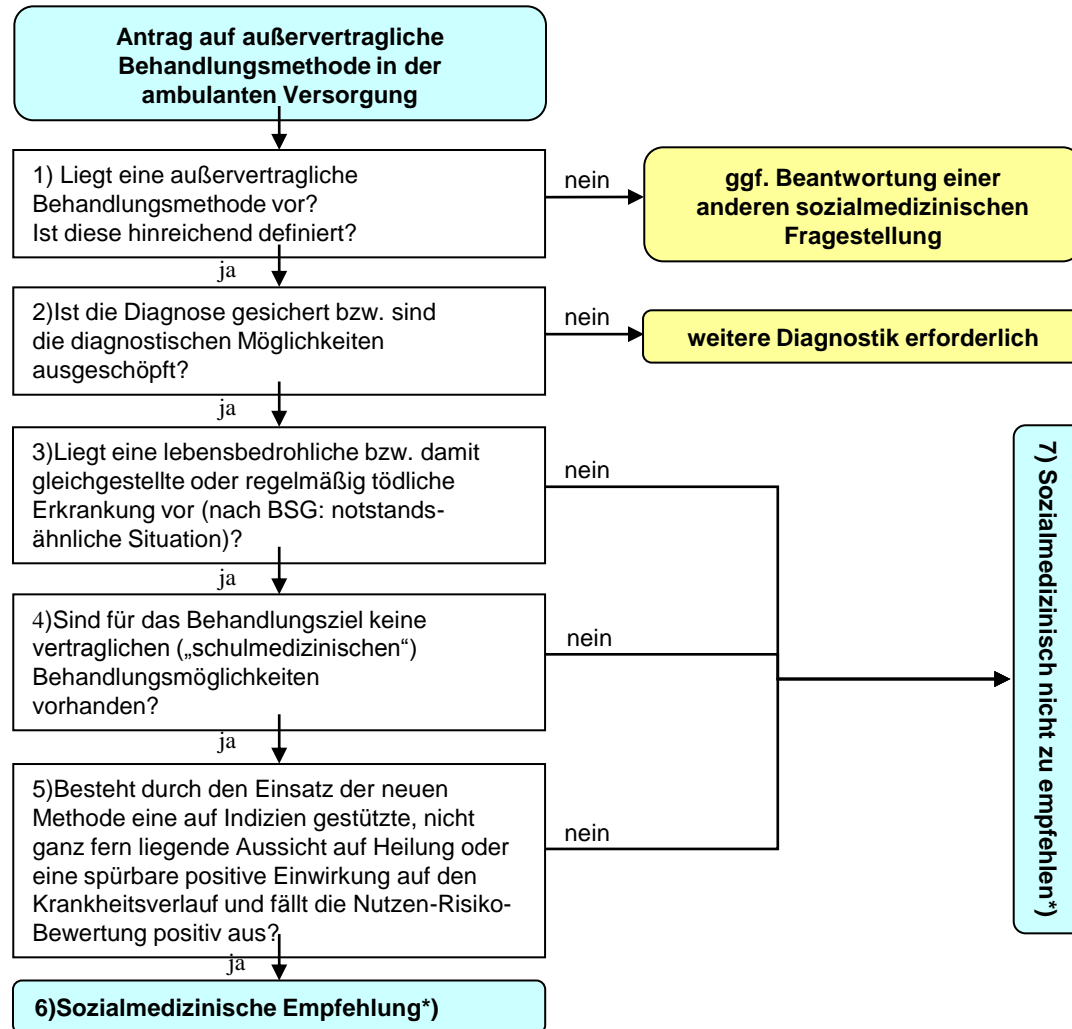 Antrag auf außervertragliche
Behandlungsmethode in der
ambulanten Versorgung
1) Liegt eine außervertragliche
Behandlungsmethode vor?
Ist diese hinreichend definiert?
nein
ggf. Beantwortung einer
anderen sozialmedizinischen
Fragestellung
ja
2)Ist die Diagnose gesichert bzw. sind
die diagnostischen Möglichkeiten
ausgeschöpft?
nein
weitere Diagnostik erforderlich
ja
3)Liegt eine lebensbedrohliche bzw. damit
gleichgestellte oder regelmäßig tödliche
Erkrankung vor (nach BSG: notstands-
ähnliche Situation)?
nein
ja
4)Sind für das Behandlungsziel keine
vertraglichen („schulmedizinischen“)
Behandlungsmöglichkeiten
vorhanden?
nein
7) Sozialmedizinisch nicht zu empfehlen*)
ja
5)Besteht durch den Einsatz der neuen
Methode eine auf Indizien gestützte, nicht
ganz fern liegende Aussicht auf Heilung oder
eine spürbare positive Einwirkung auf den
Krankheitsverlauf und fällt die Nutzen-Risiko-
Bewertung positiv aus?
nein
ja
6)Sozialmedizinische Empfehlung*)